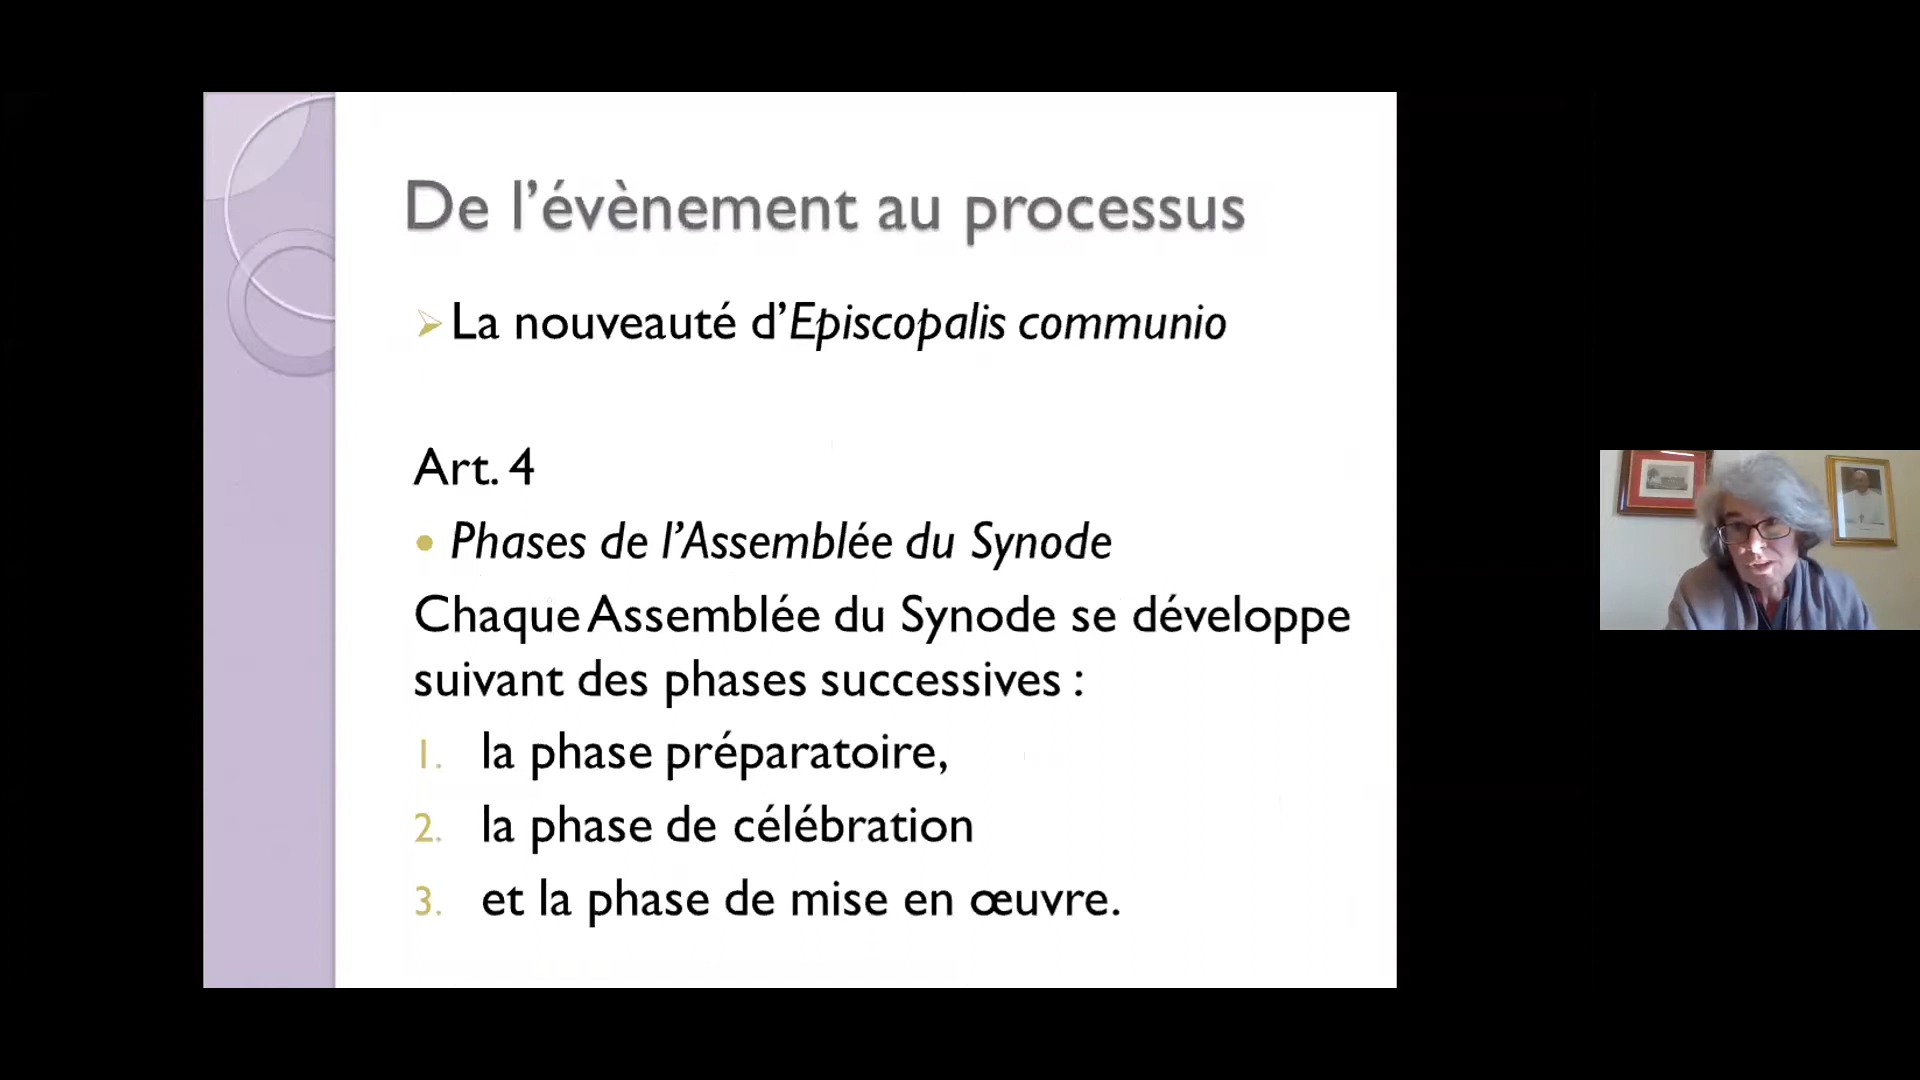 De l’évènement au processus
La nouveauté d’Episcopalis communio
Art. 4
Phases de l’Assemblée du Synode
Chaque Assemblée du Synode se développe
suivant des phases successives :
1. la phase préparatoire,
2. la phase de célébration
3. et la phase de mise en œuvre.